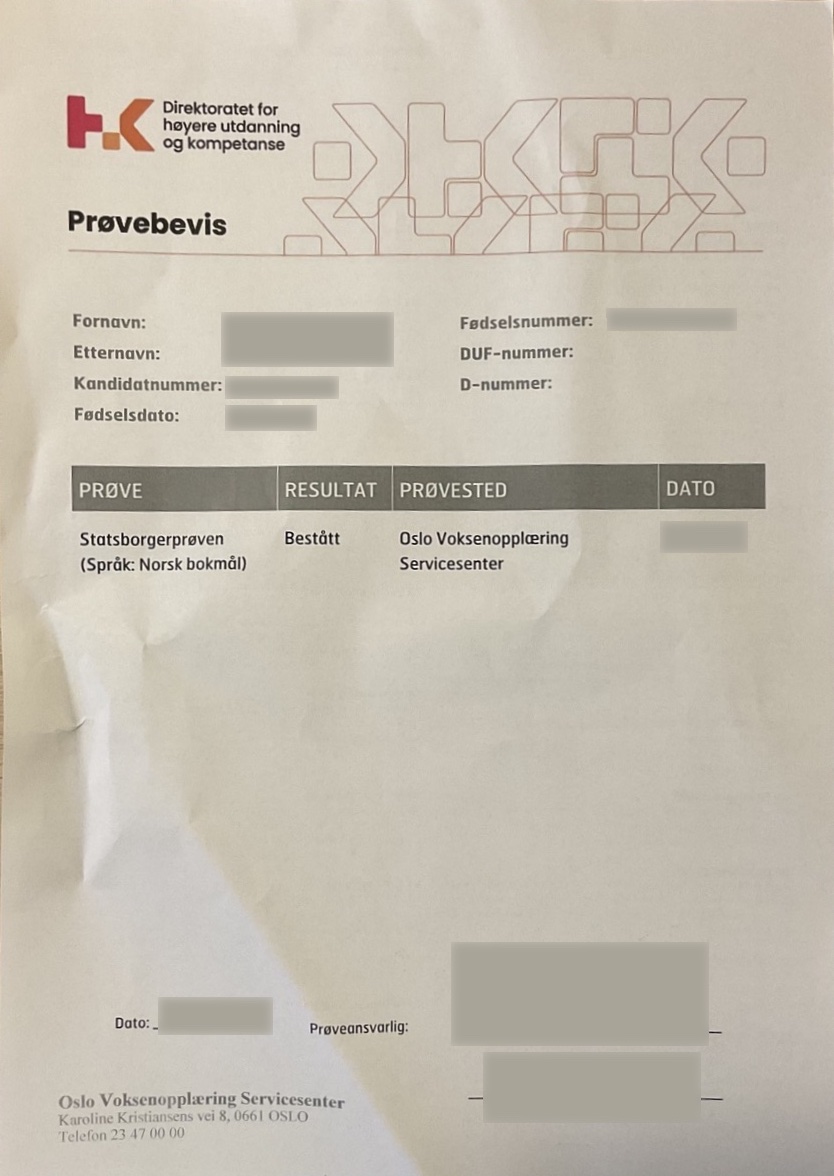 Direktoratet for
høyere utdanning
og kompetanse
Prøvebevis
Fornavn:
Etternavn:
Kandidatnummer:
Fødselsdato:
Fødselsnummer:
DUF-nummer:
D-nummer:
PRØVE RESULTAT PRØVESTED DATO
Statsborgerprøven Bestått Oslo Voksenopplæring
(Språk: Norsk bokmål) Servicesenter
Dato: Prøveansvarlig:
Oslo Voksenopplæring Servicesenter
Karoline Kristiansens vei 8, 0661 OSLO
Telefon 23 47 00 00